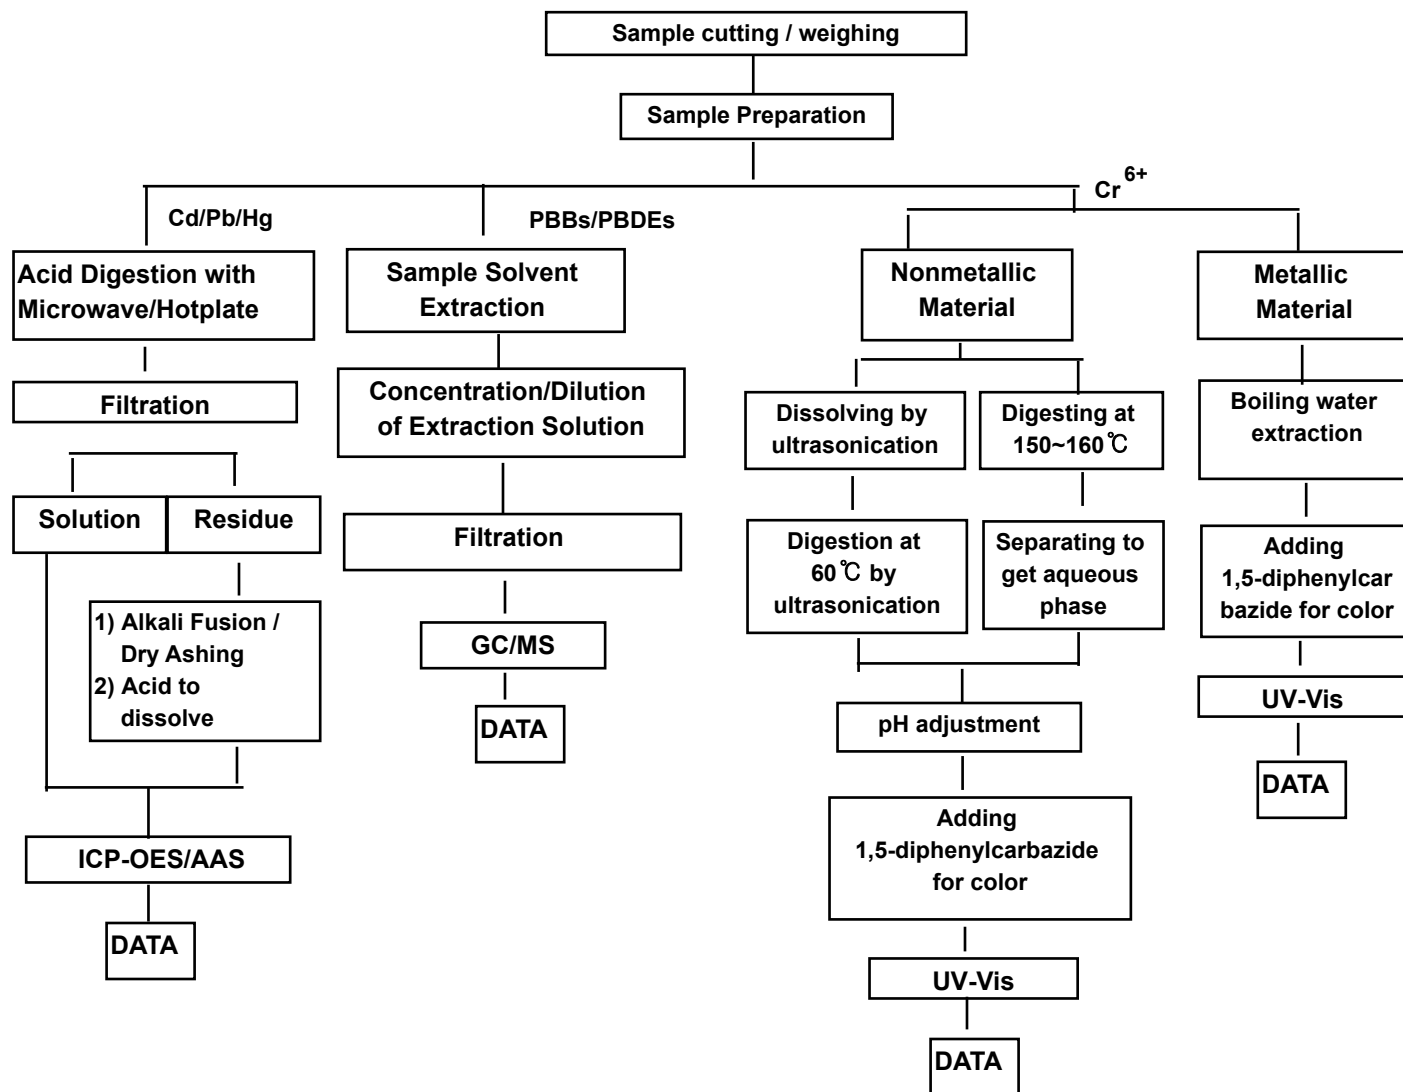 Sample cutting / weighing
Sample Preparation
Cr 6+
Cd/Pb/Hg
PBBs/PBDEs
Acid Digestion with
Microwave/Hotplate
Sample Solvent
Extraction
Nonmetallic
Material
Metallic
Material
Filtration
Concentration/Dilution
of Extraction Solution
Dissolving by
ultrasonication
Digesting at
150~160℃
Boiling water
extraction
Solution
Residue
Filtration
Digestion at
60℃ by
ultrasonication
Separating to
get aqueous
phase
Adding
1,5-diphenylcar
bazide for color
1) Alkali Fusion /
Dry Ashing
2) Acid to
dissolve
GC/MS
DATA
pH adjustment
UV-Vis
DATA
Adding
1,5-diphenylcarbazide
for color
ICP-OES/AAS
DATA
UV-Vis
DATA